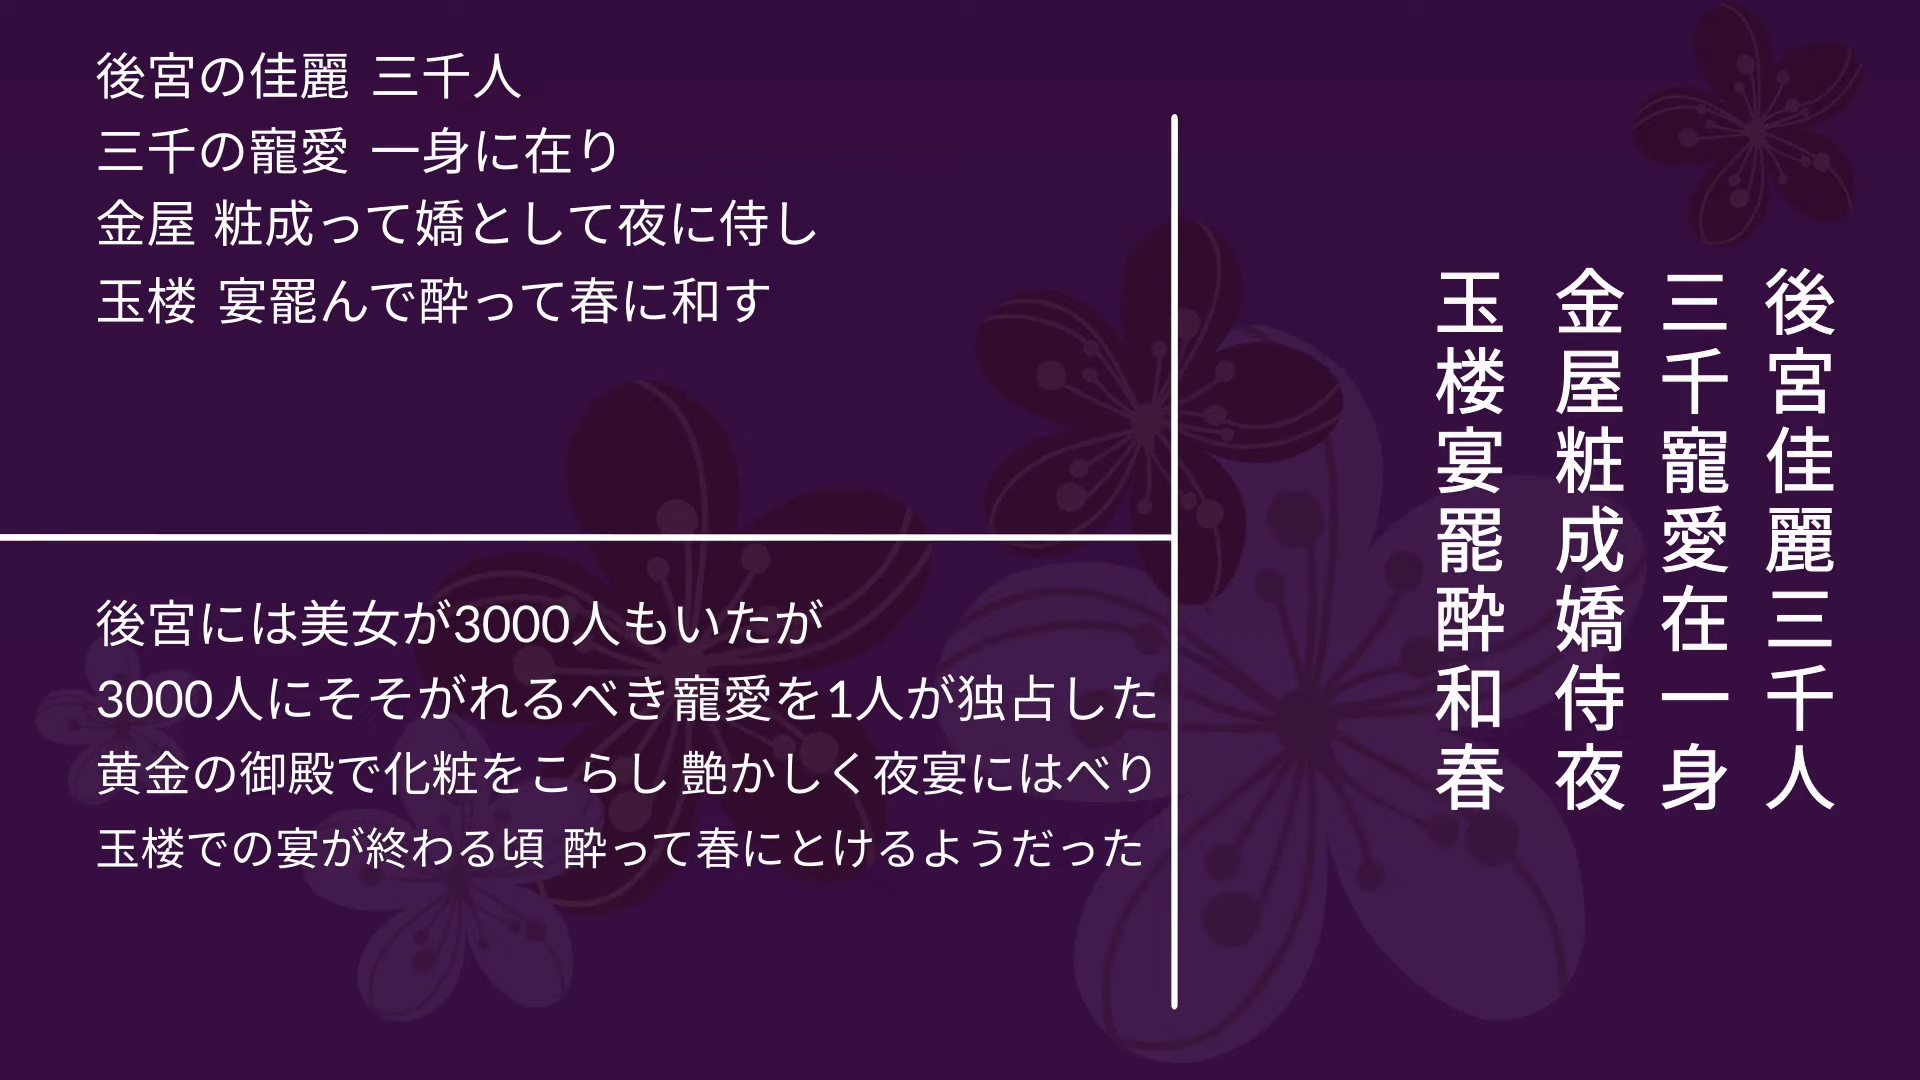 後宮の佳麗 三千人
三千の寵愛 一身に在り
金屋 粧成って嬌として夜に侍し
玉楼 宴罷んで酔って春に和す
後宮には美女が3000人もいたが
3000人にそそがれるべき寵愛を1人が独占した
黄金の御殿で化粧をこらし 艶かしく夜宴にはべり
玉楼での宴が終わる頃 酔って春にとけるようだった
後宮佳麗三千人
三千寵愛在一身
金屋粧成嬌侍夜
玉楼宴罷酔和春